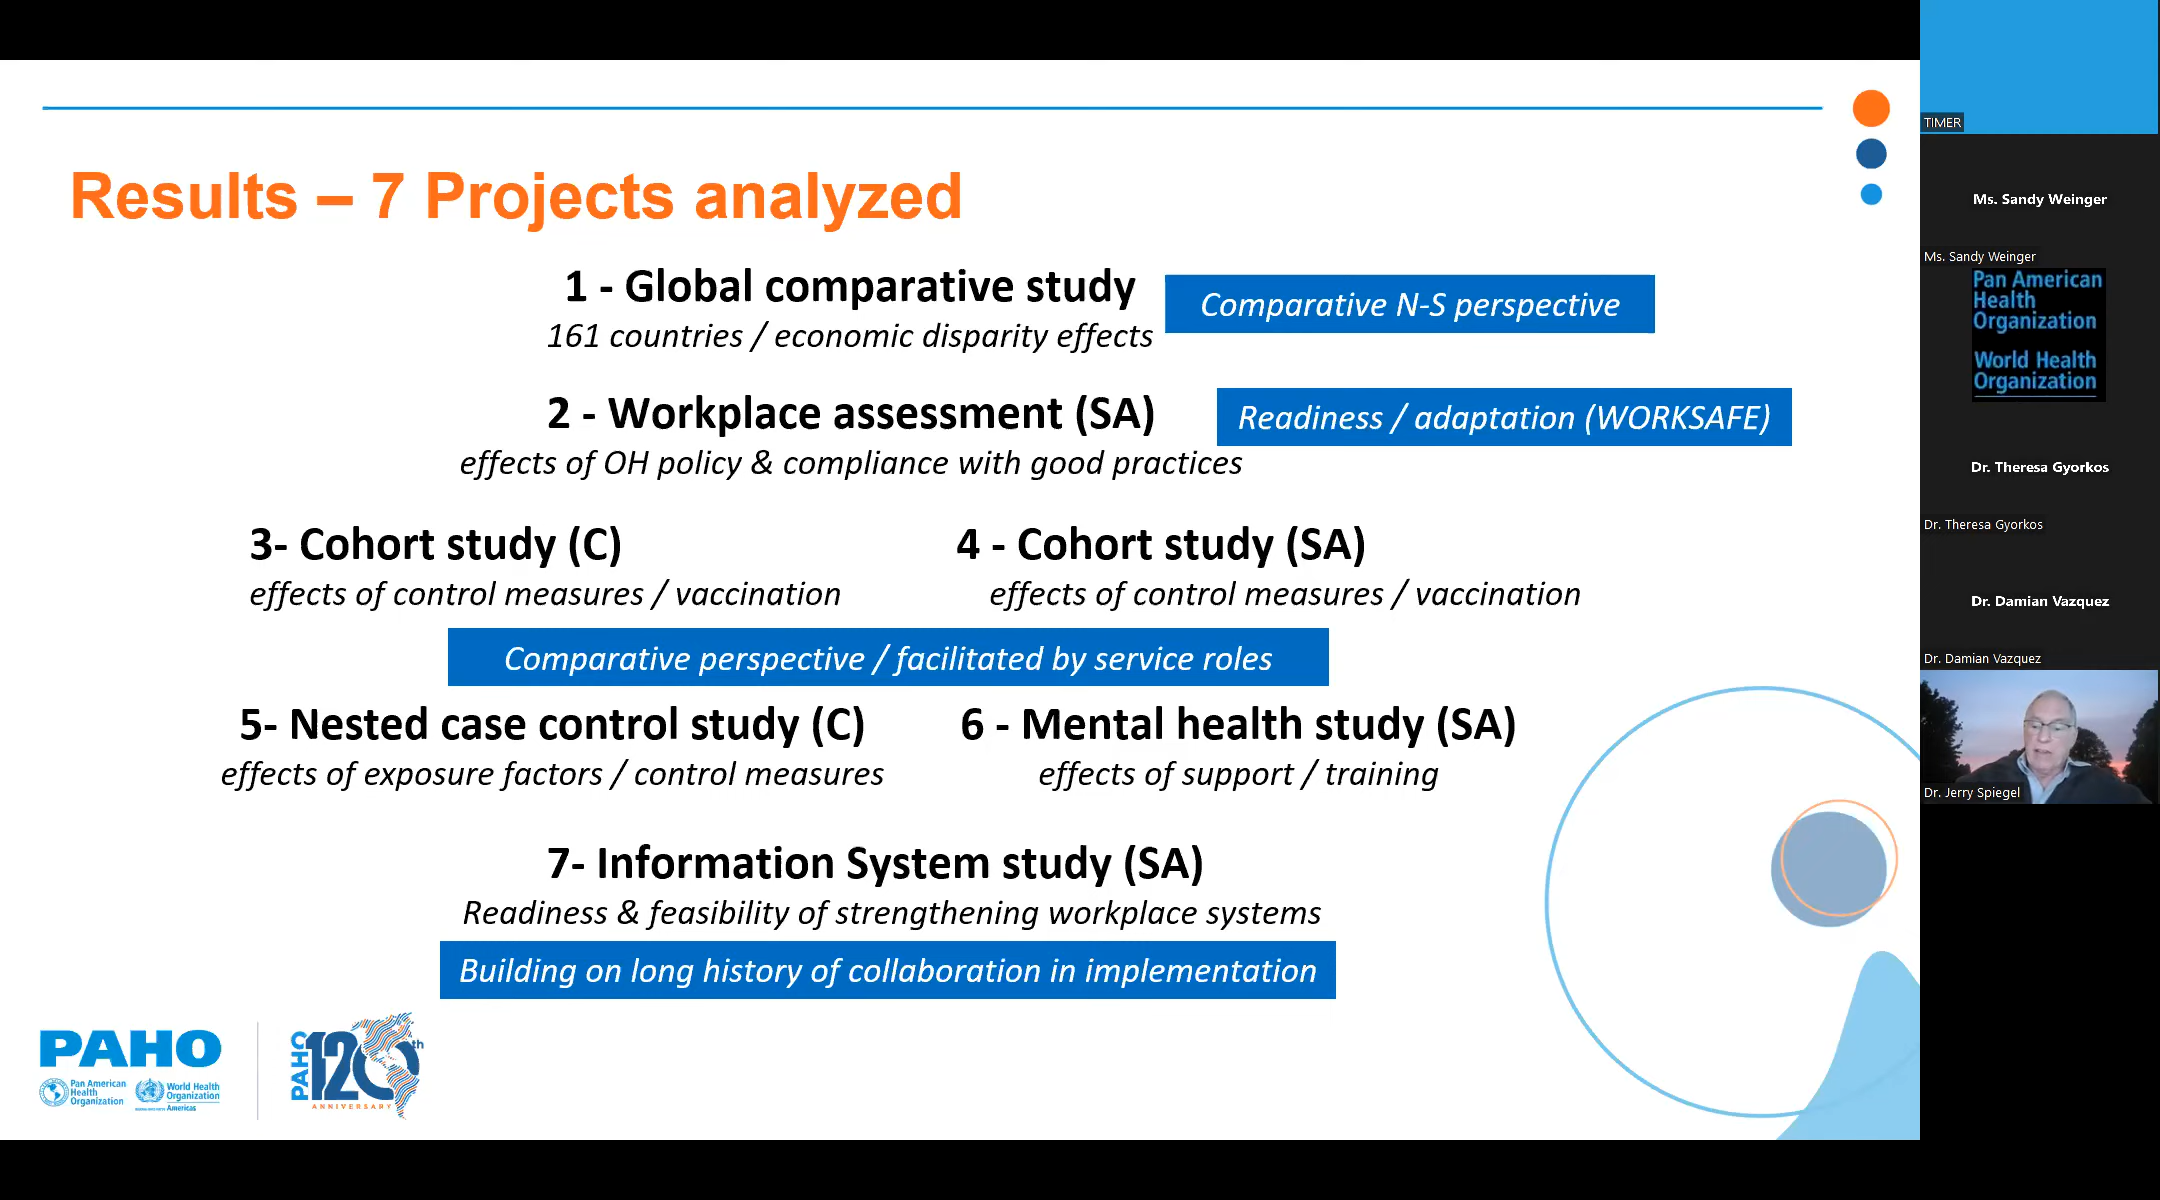 Results – 7 Projects analyzed
1 - Global comparative study
Comparative N-S perspective
161 countries / economic disparity effects
2 - Workplace assessment (SA)
Readiness / adaptation (WORKSAFE)
effects of OH policy & compliance with good practices
3- Cohort study (C)
effects of control measures / vaccination
4 - Cohort study (SA)
effects of control measures / vaccination
Comparative perspective / facilitated by service roles
5- Nested case control study (C)
effects of exposure factors / control measures
6 - Mental health study (SA)
effects of support / training
7- Information System study (SA)
Readiness & feasibility of strengthening workplace systems
Building on long history of collaboration in implementation
PAHO
Pan American
Health
Organization
World Health
Organization
Americas
PAHO
120th
ANNIVERSARY
TIMER
Ms. Sandy Weinger
Ms. Sandy Weinger
Pan American
Health
Organization
World Health
Organization
Dr. Theresa Gyorkos
Dr. Theresa Gyorkos
Dr. Damian Vazquez
Dr. Damian Vazquez
Dr. Jerry Spiegel